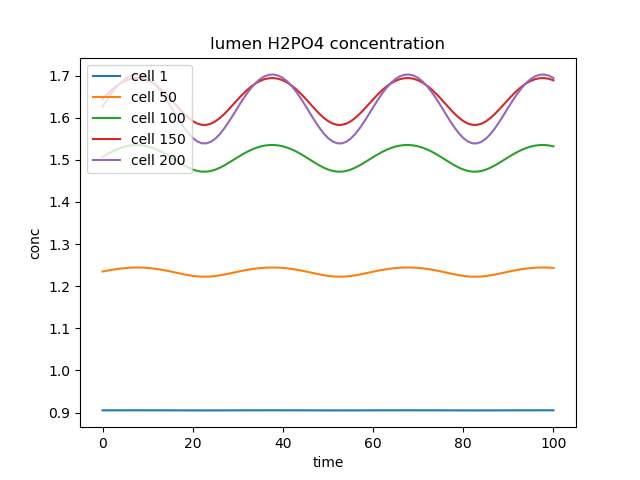 lumen H2PO4 concentration
cell 1
cell 50
cell 100
cell 150
cell 200
conc
1.7
1.6
1.5
1.4
1.3
1.2
1.1
1.0
0.9
0 20 40 60 80 100
time